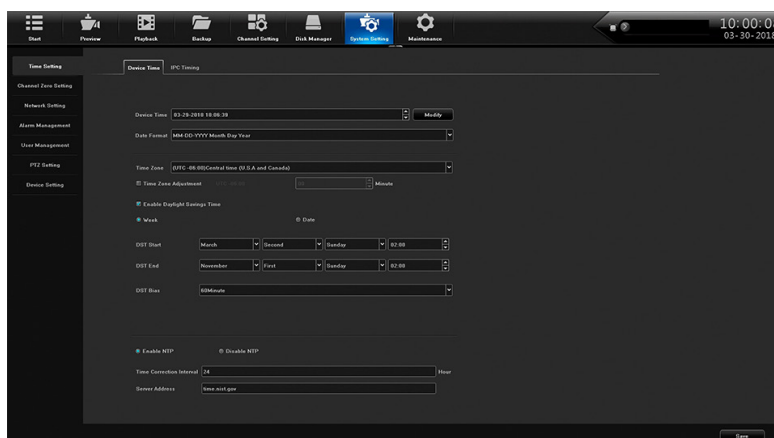 Start Preview Playback Backup Channel Setting Disk Manager System Setting Maintenance
10:00:0
03-30-2018
Time Setting
Channel Zero Setting
Network Setting
Alarm Management
User Management
PTZ Setting
Device Setting
Device Time IPC Timing
Device Time 03-29-2018 18:06:38 Modify
Date Format MM-DD-YYYY Month Day Year
Time Zone (UTC -06:00)Central time (U.S.A and Canada)
Time Zone Adjustment Minute
Enable Daylight Savings Time
Week Date
DST Start March Second Sunday 02:00
DST End November First Sunday 02:00
DST Bias 60Minute
Enable NTP Disable NTP
Time Correction Interval 24 Hour
Server Address time.nist.gov
Save